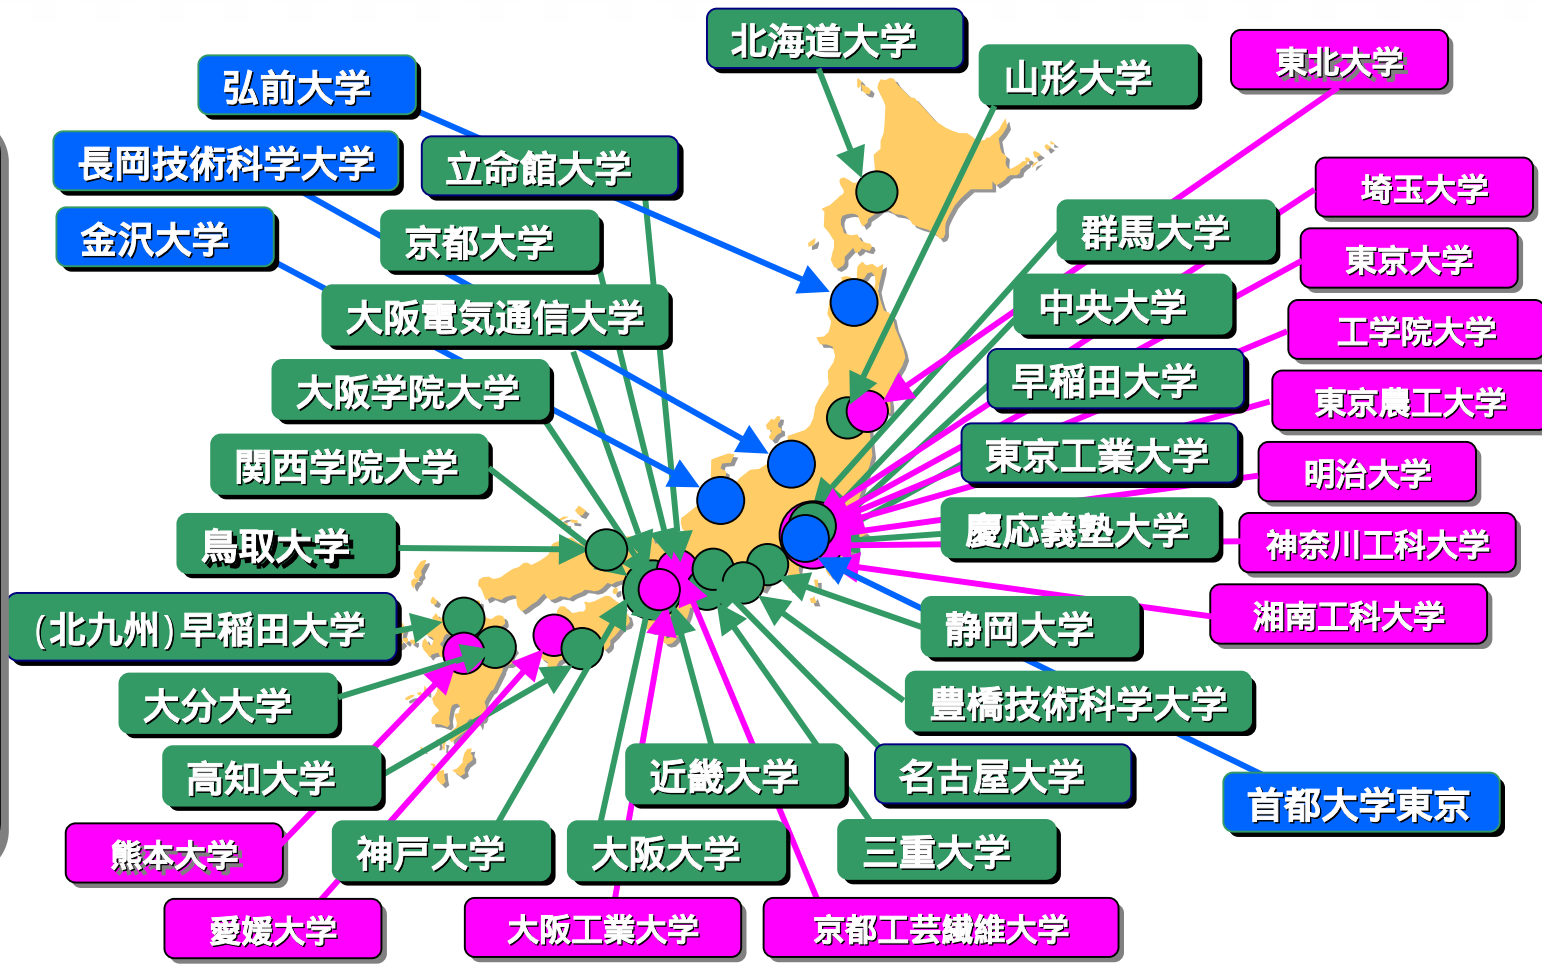 北海道大学
山形大学
東北大学
弘前大学
長岡技術科学大学
立命館大学
埼玉大学
金沢大学
京都大学
群馬大学
東京大学
大阪電気通信大学
中央大学
工学院大学
大阪学院大学
早稲田大学
東京農工大学
関西学院大学
東京工業大学
明治大学
鳥取大学
慶応義塾大学
神奈川工科大学
(北九州)早稲田大学
静岡大学
湘南工科大学
大分大学
豊橋技術科学大学
高知大学
近畿大学
名古屋大学
首都大学東京
熊本大学
神戸大学
大阪大学
三重大学
愛媛大学
大阪工業大学
京都工芸繊維大学